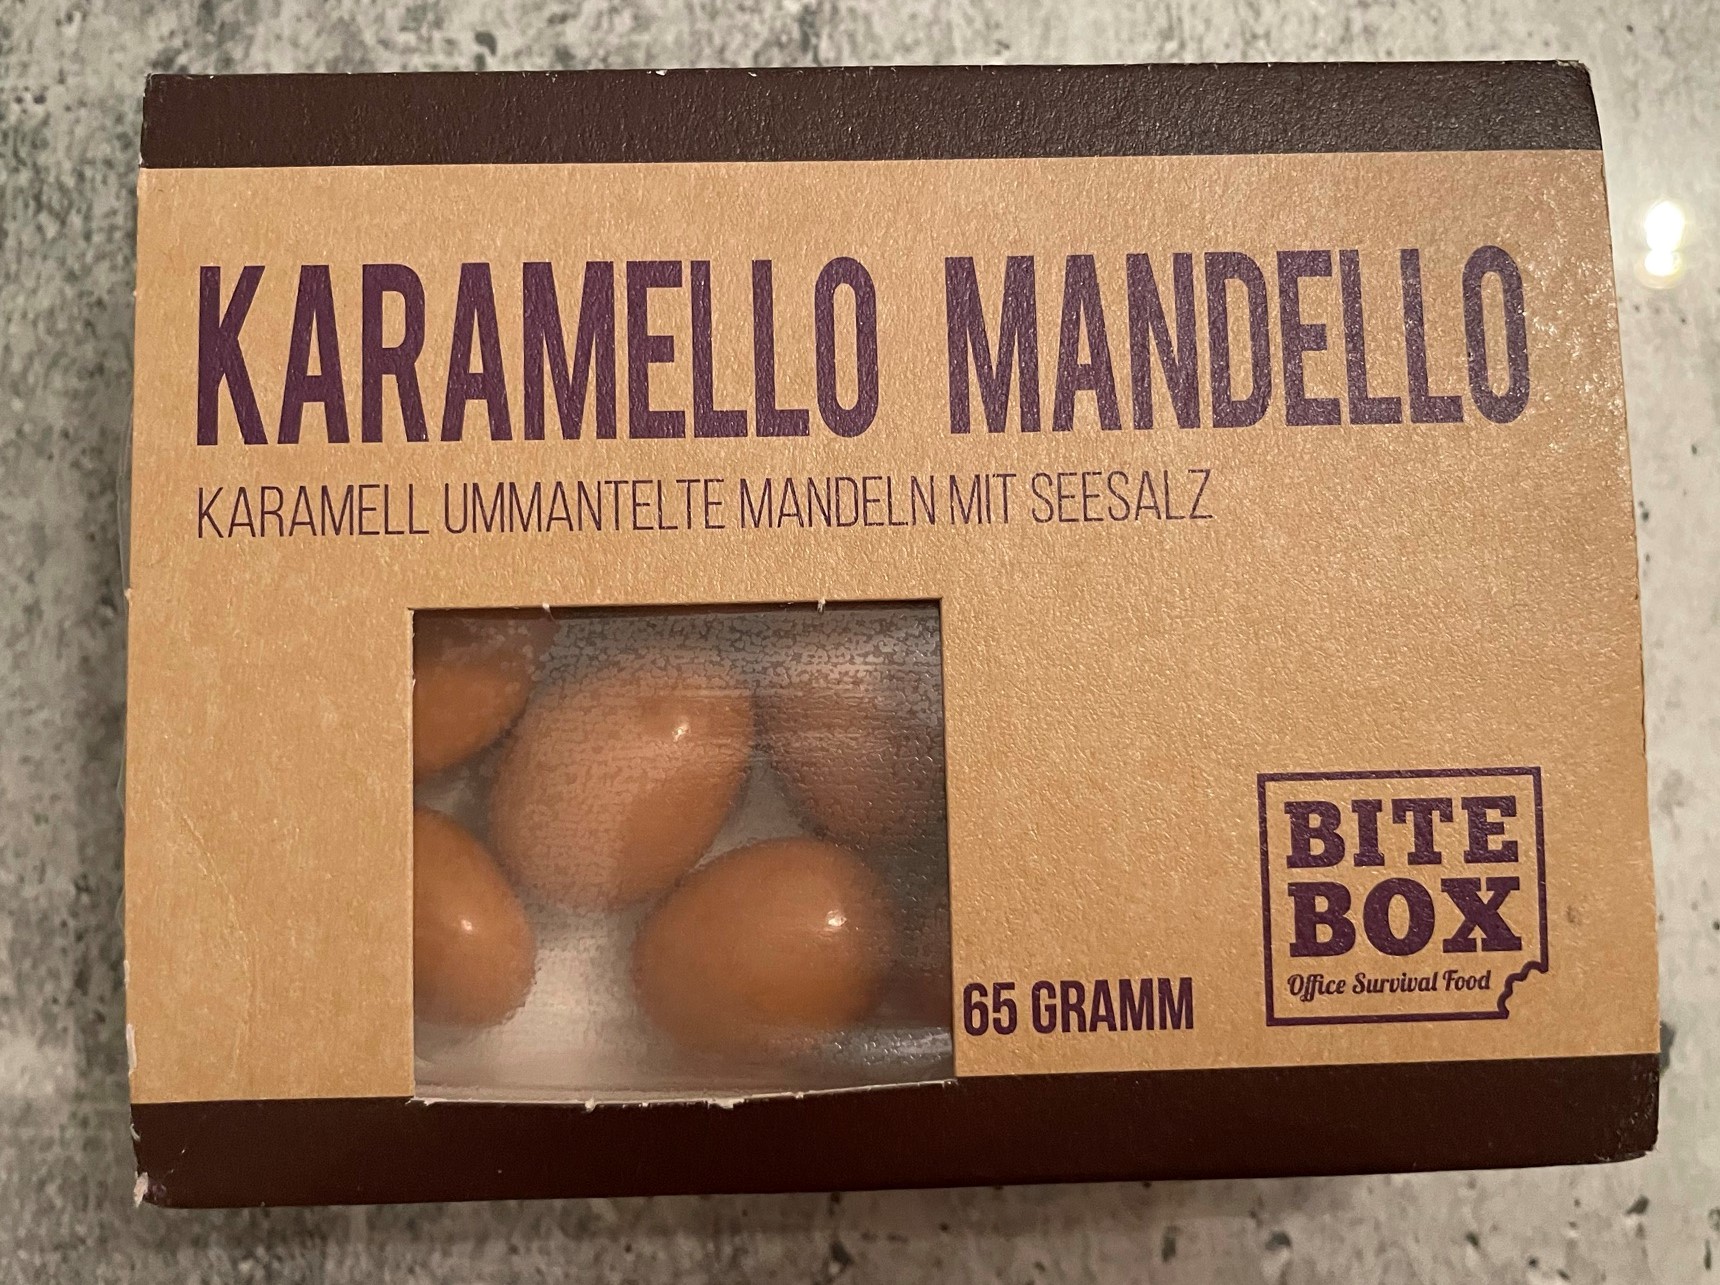 KARAMELLO MANDELLO
KARAMELL UMMANTELTE MANDELN MIT SEESALZ
65 GRAMM
BITE
BOX
Office Survival Food